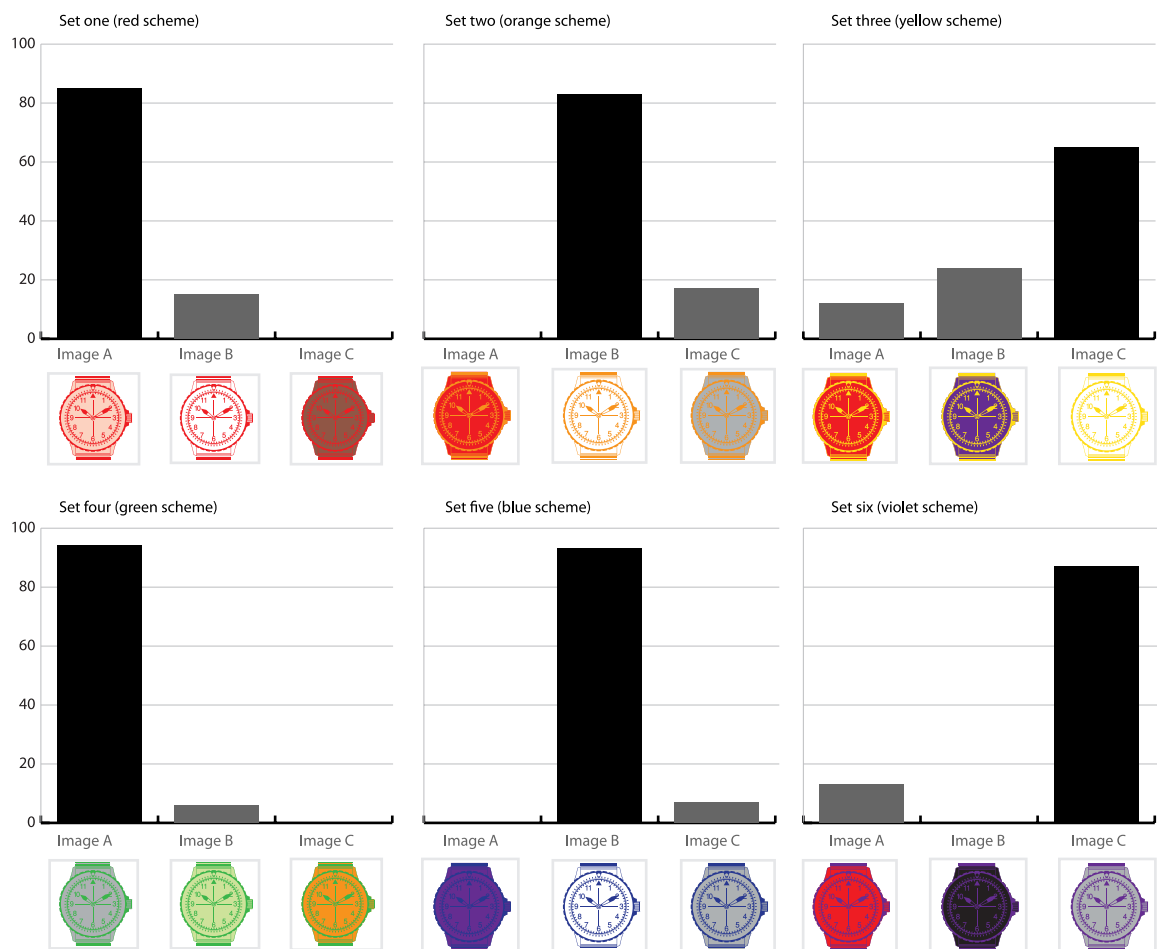 Set one (red scheme)
Set two (orange scheme)
Set three (yellow scheme)
100
80
60
40
20
0
Image A
Image B
Image C
Image A
Image B
Image C
Image A
Image B
Image C
Set four (green scheme)
Set five (blue scheme)
Set six (violet scheme)
100
80
60
40
20
0
Image A
Image B
Image C
Image A
Image B
Image C
Image A
Image B
Image C